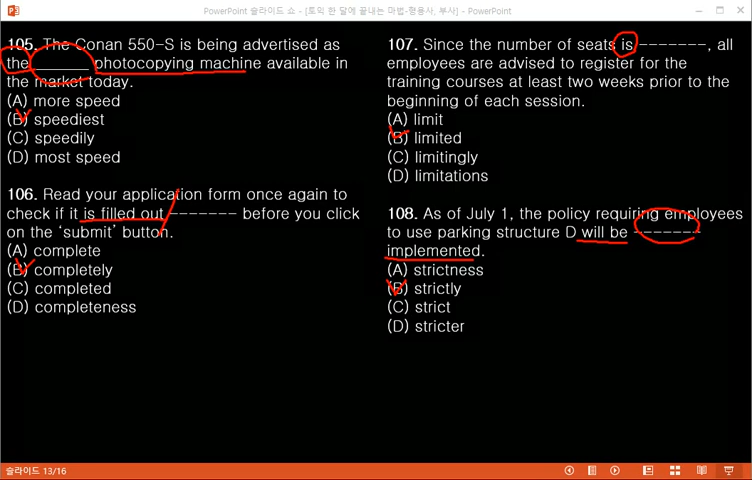 PowerPoint 슬라이드 쇼 - [토익 한 달에 끝내는 마법-형용사, 부사] - PowerPoint
105. The Conan 550-S is being advertised as
the ______ photocopying machine available in
the market today.
(A) more speed
(B) speediest
(C) speedily
(D) most speed
106. Read your application form once again to
check if it is filled out ------- before you click
on the ‘submit’ button.
(A) complete
(B) completely
(C) completed
(D) completeness
107. Since the number of seats is -------, all
employees are advised to register for the
training courses at least two weeks prior to the
beginning of each session.
(A) limit
(B) limited
(C) limitingly
(D) limitations
108. As of July 1, the policy requiring employees
to use parking structure D will be -------
implemented.
(A) strictness
(B) strictly
(C) strict
(D) stricter
슬라이드 13/16